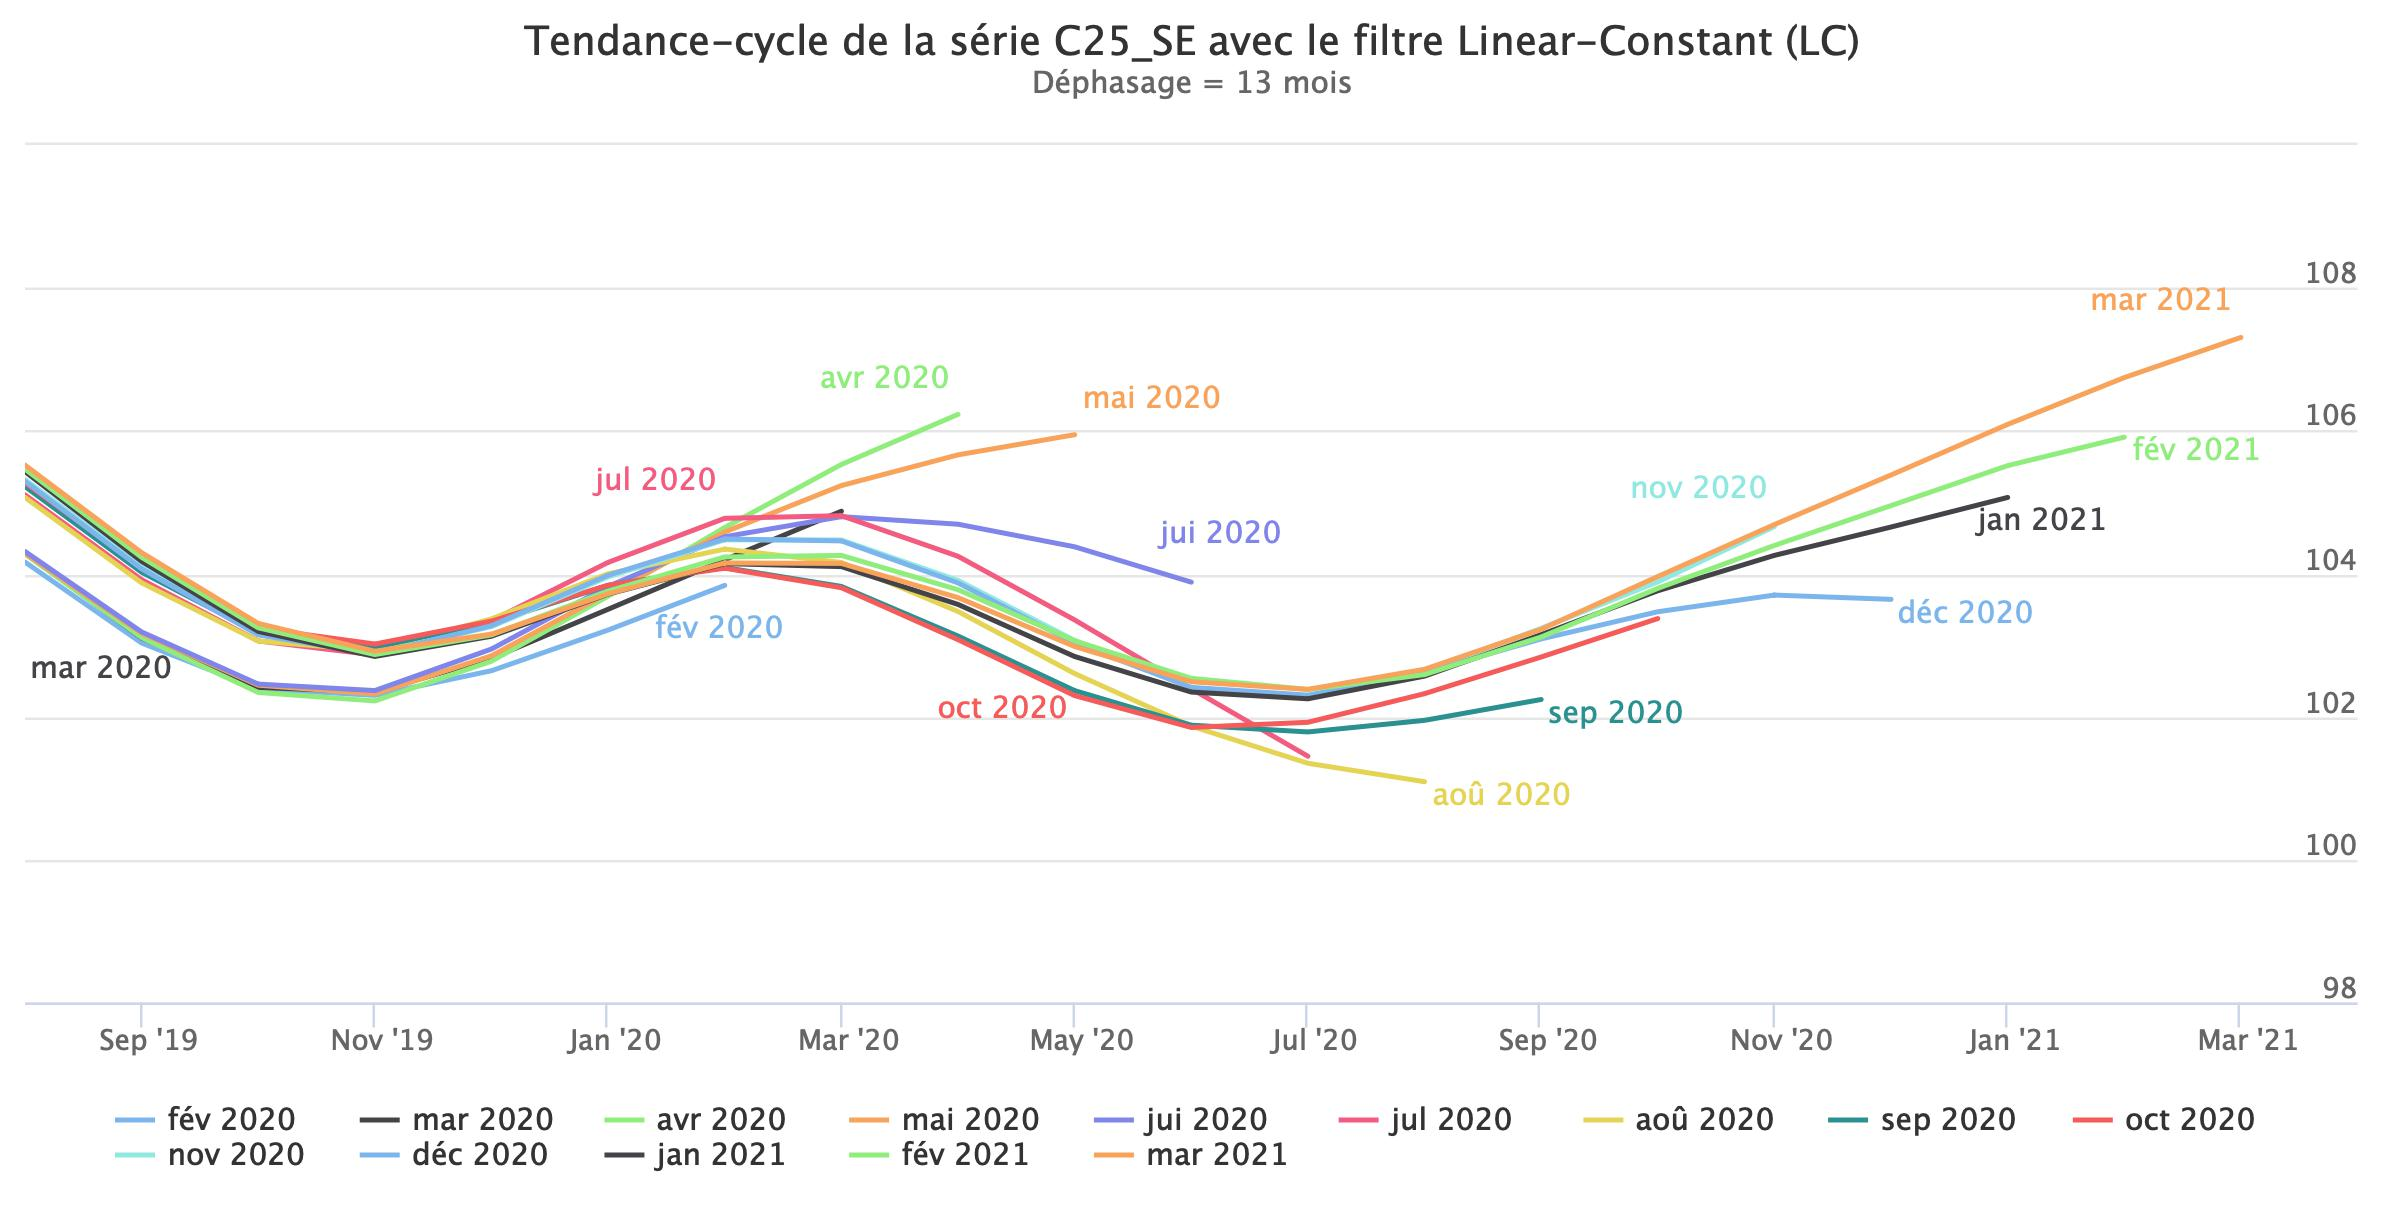 Tendance-cycle de la série C25_SE avec le filtre Linear-Constant (LC)
Déphasage = 13 mois
108
mar 2021
avr 2020
mai 2020
106
fév 2021
jul 2020
nov 2020
jan 2021
jui 2020
104
déc 2020
fév 2020
mar 2020
102
oct 2020
sep 2020
aoû 2020
100
98
Sep '19 Nov '19 Jan '20 Mar '20 May '20 Jul '20 Sep '20 Nov '20 Jan '21 Mar '21
fév 2020 mar 2020 avr 2020 mai 2020 jui 2020 jul 2020 aoû 2020 sep 2020 oct 2020
nov 2020 déc 2020 jan 2021 fév 2021 mar 2021